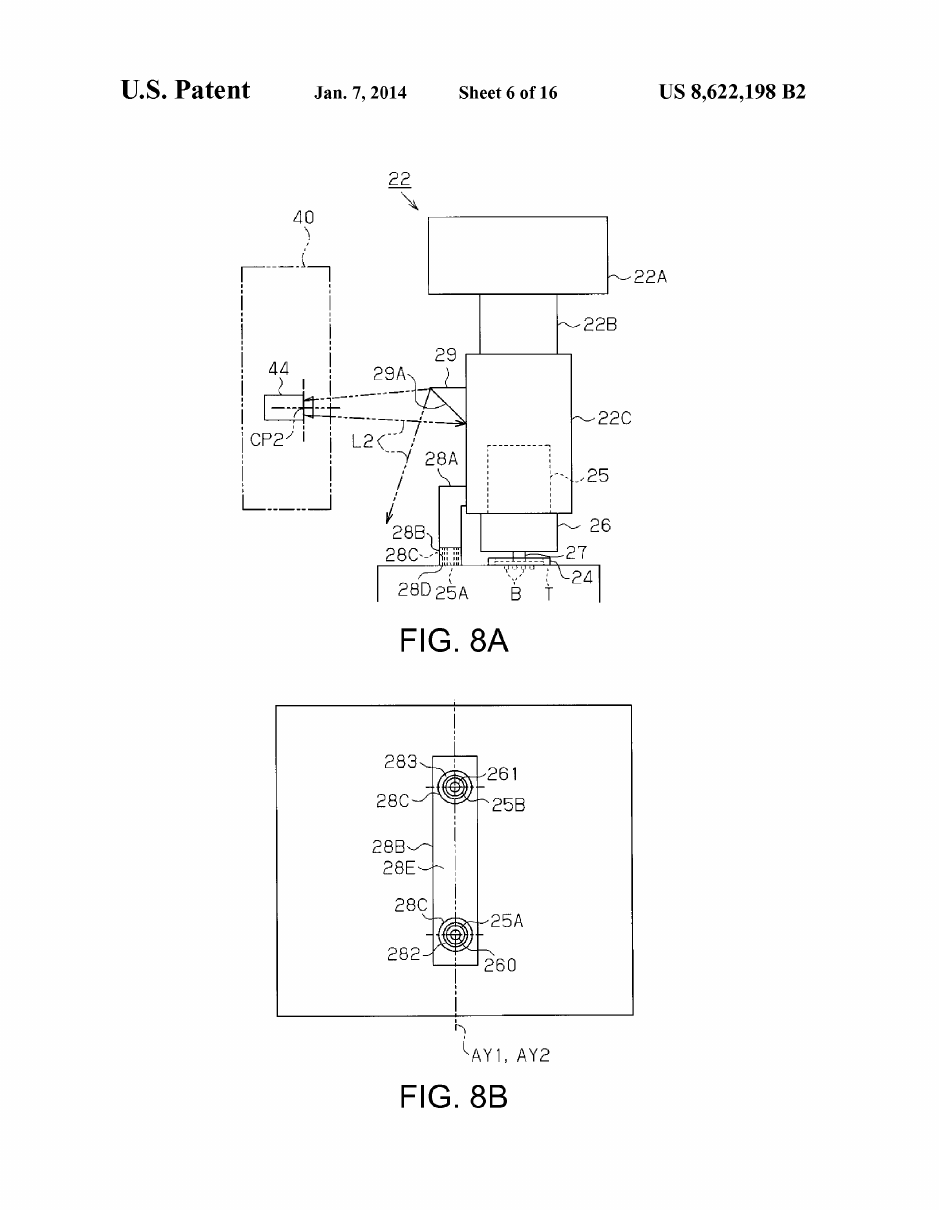 U.S. Patent Jan. 7, 2014 Sheet 6 of 16 US 8,622,198 B2
22
40
22A
22B
29
44
29A
22C
CP2
L2
28A
25
26
28B
27
28C
24
28D 25A B T
FIG. 8A
283
261
28C
25B
28B
28E
28C
25A
282
260
AY1, AY2
FIG. 8B